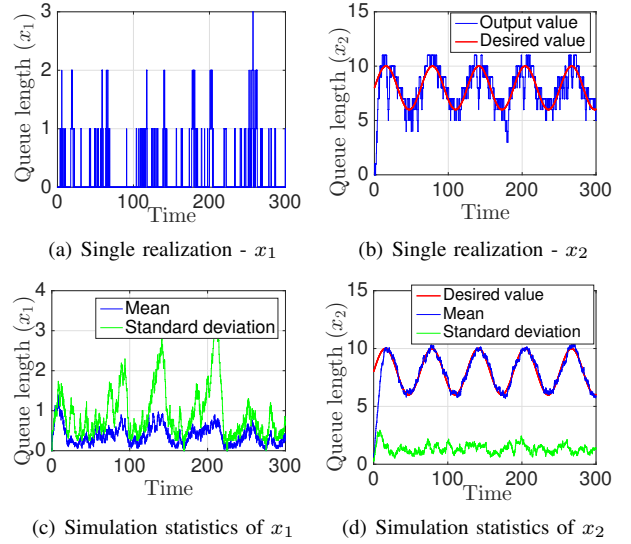 3
2
1
0
0
100
200
300
Queue length (x₁)
Time
(a) Single realization - x₁
15
10
5
0
0
100
200
300
Queue length (x₂)
Time
Output value
Desired value
(b) Single realization - x₂
4
3
2
1
0
0
100
200
300
Queue length (x₁)
Time
Mean
Standard deviation
(c) Simulation statistics of x₁
15
10
5
0
0
100
200
300
Queue length (x₂)
Time
Desired value
Mean
Standard deviation
(d) Simulation statistics of x₂